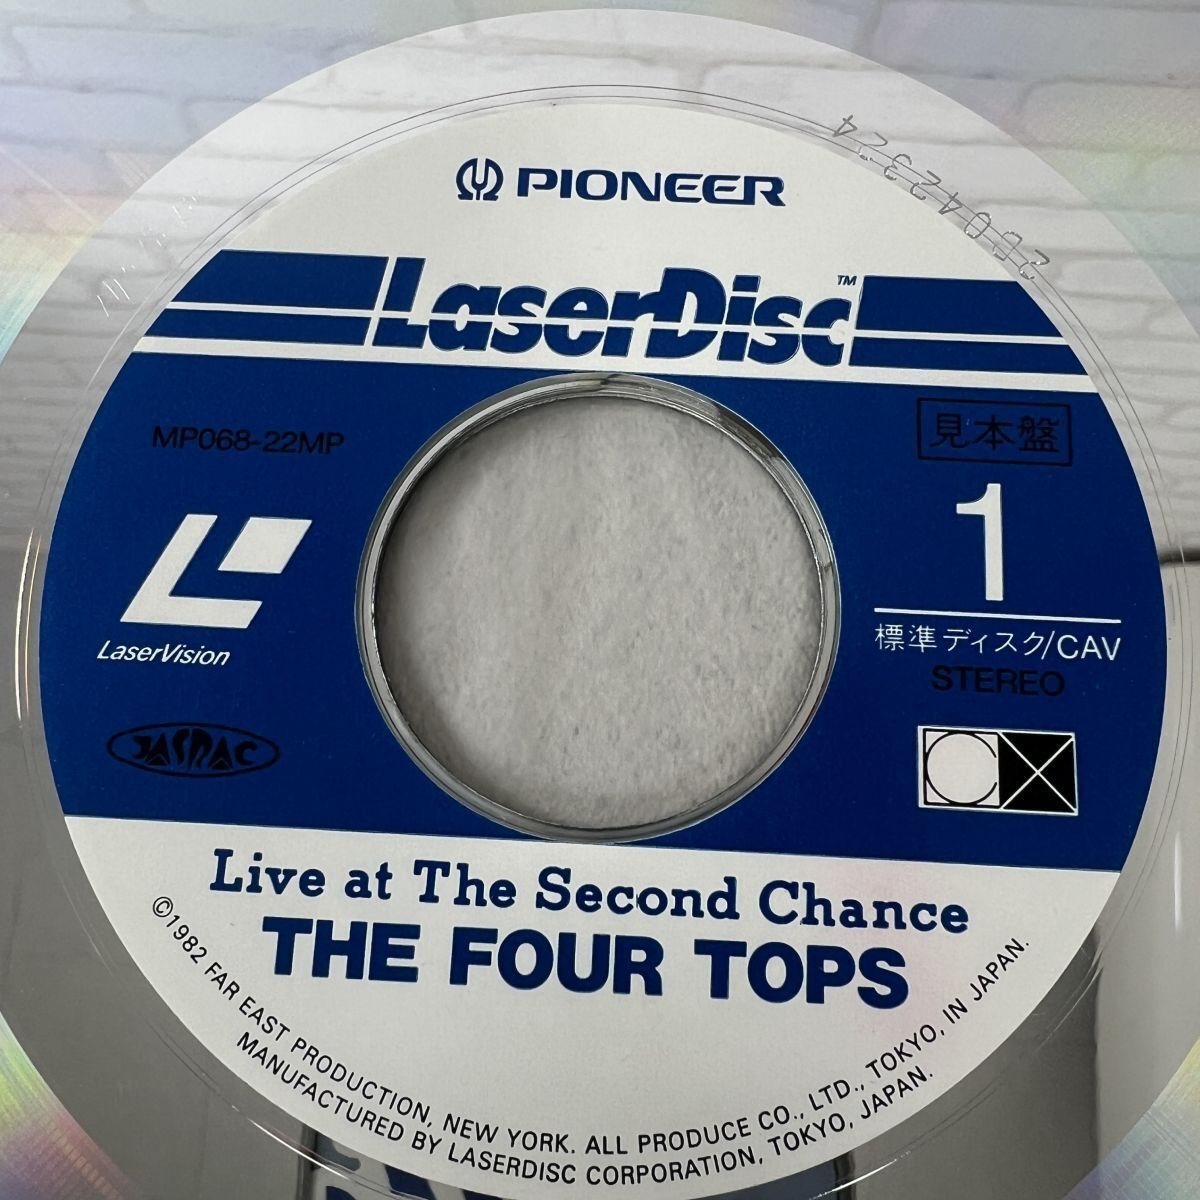 PIONEER
LaserDisc™
MP068-22MP
見本盤
1
標準ディスク/CAV
STEREO
LaserVision
JASRAC
CX
Live at The Second Chance
THE FOUR TOPS
©1982 FAR EAST PRODUCTION, NEW YORK. ALL PRODUCE CO., LTD., TOKYO, IN JAPAN.
MANUFACTURED BY LASERDISC CORPORATION, TOKYO, JAPAN.